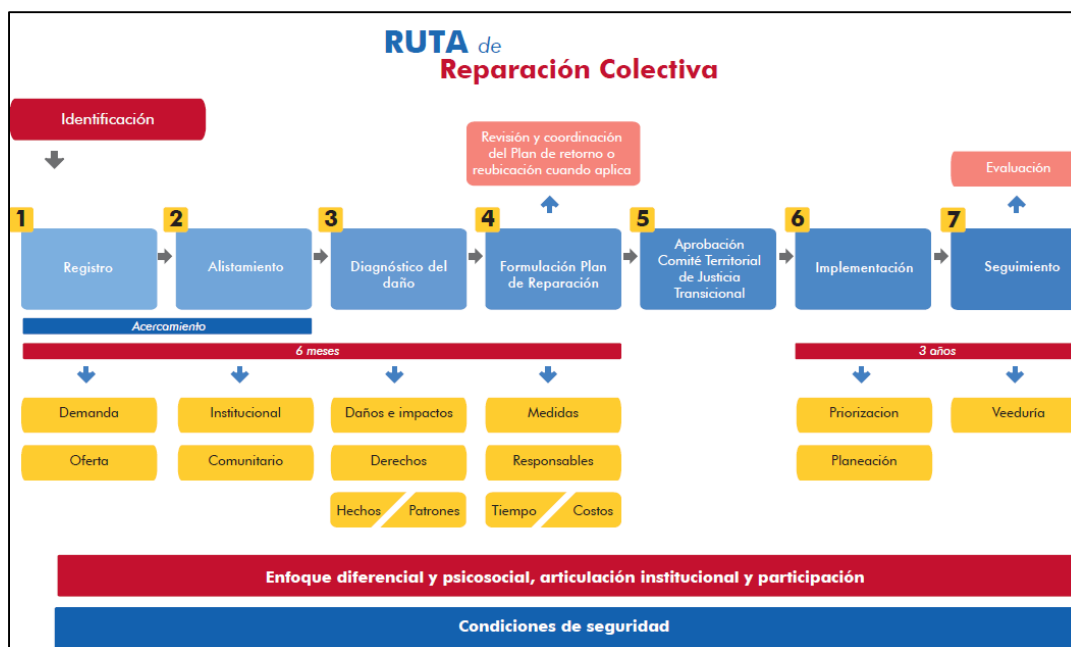 RUTA de
Reparación Colectiva
Identificación
Revisión y coordinación
del Plan de retorno o
reubicación cuando aplica
Evaluación
1
Registro
2
Alistamiento
3
Diagnóstico del
daño
4
Formulación Plan
de Reparación
5
Aprobación
Comité Territorial
de Justicia
Transicional
6
Implementación
7
Seguimiento
Acercamiento
6 meses
3 años
Demanda
Oferta
Institucional
Comunitario
Daños e impactos
Derechos
Hechos
Patrones
Medidas
Responsables
Tiempo
Costos
Priorizacion
Planeación
Veeduría
Enfoque diferencial y psicosocial, articulación institucional y participación
Condiciones de seguridad